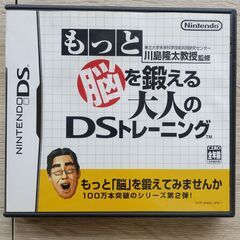 Nintendo
NINTENDO DS
東北大学未来科学技術共同研究センター
川島隆太教授監修
もっと
脳を鍛える
大人の
DSトレーニング™
もっと「脳」を鍛えてみませんか
100万本突破のシリーズ第2弾!